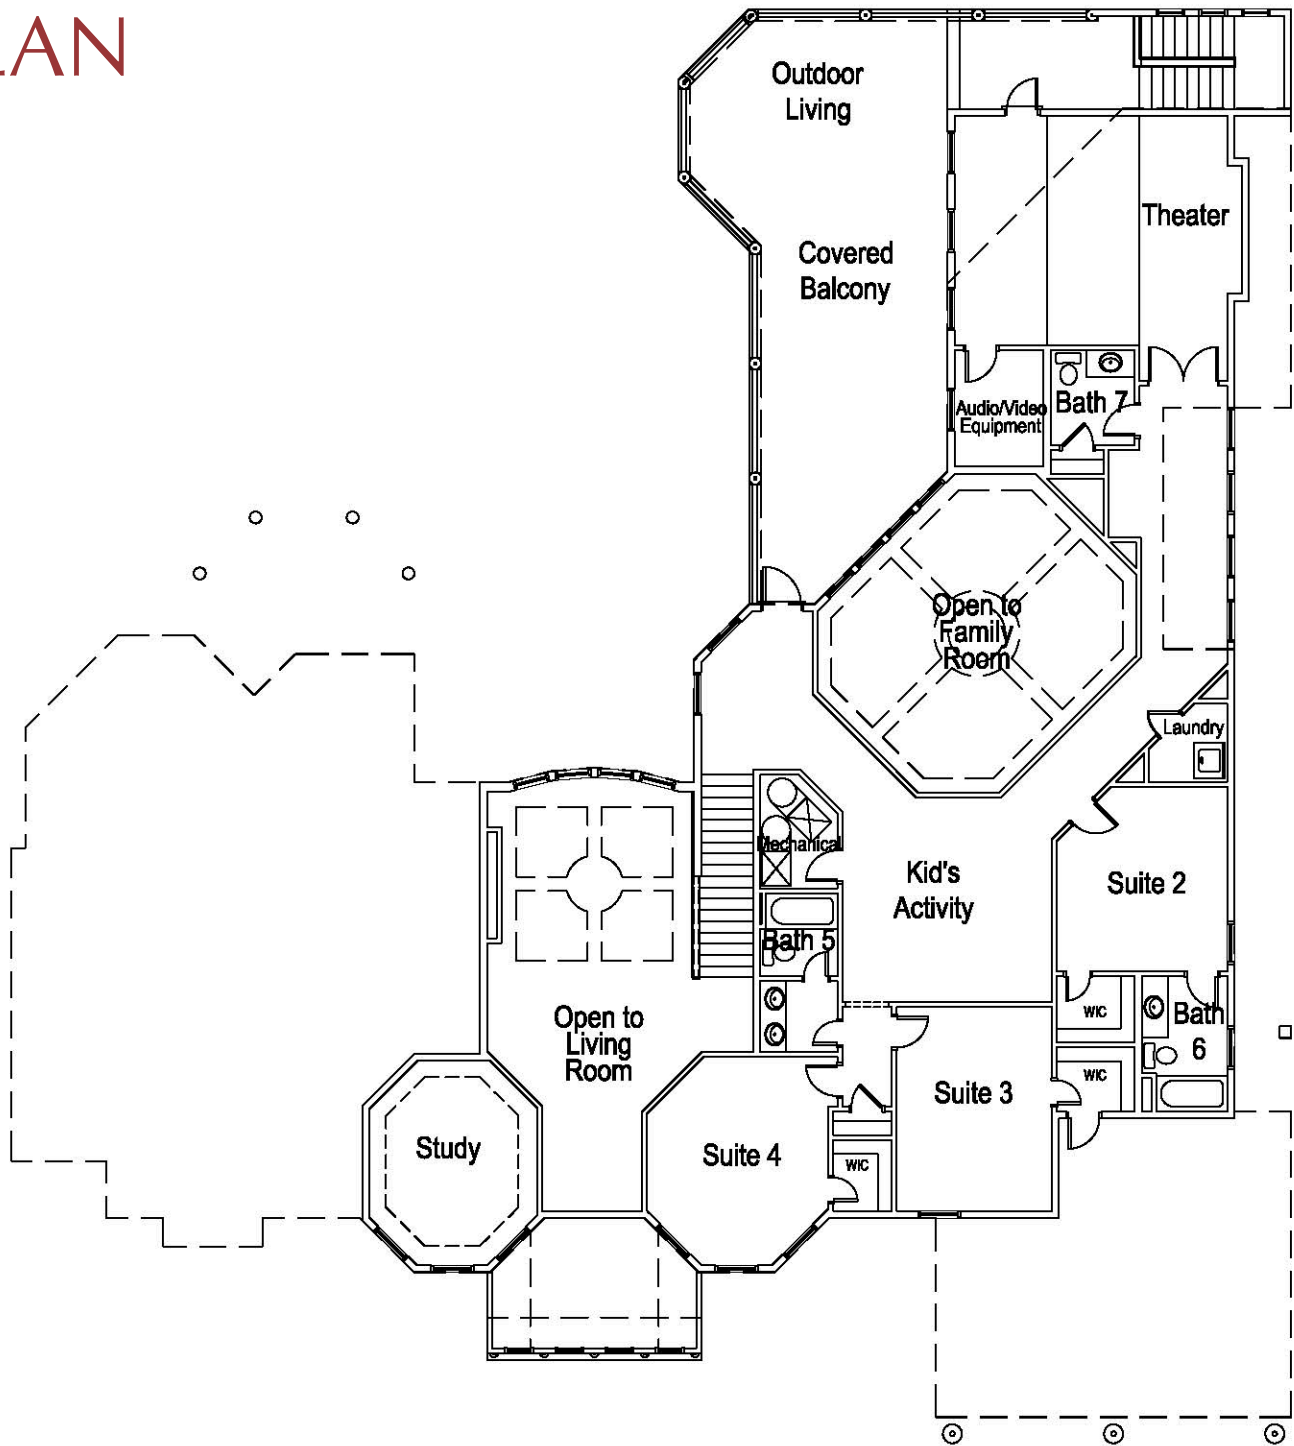 LAN
Outdoor
Living
Theater
Covered
Balcony
Audio/Video
Equipment
Bath 7
Open to
Family
Room
Laundry
Mechanical
Kid's
Activity
Suite 2
Bath 5
Open to
Living
Room
WIC
Bath
6
WIC
Suite 3
Study
Suite 4
WIC